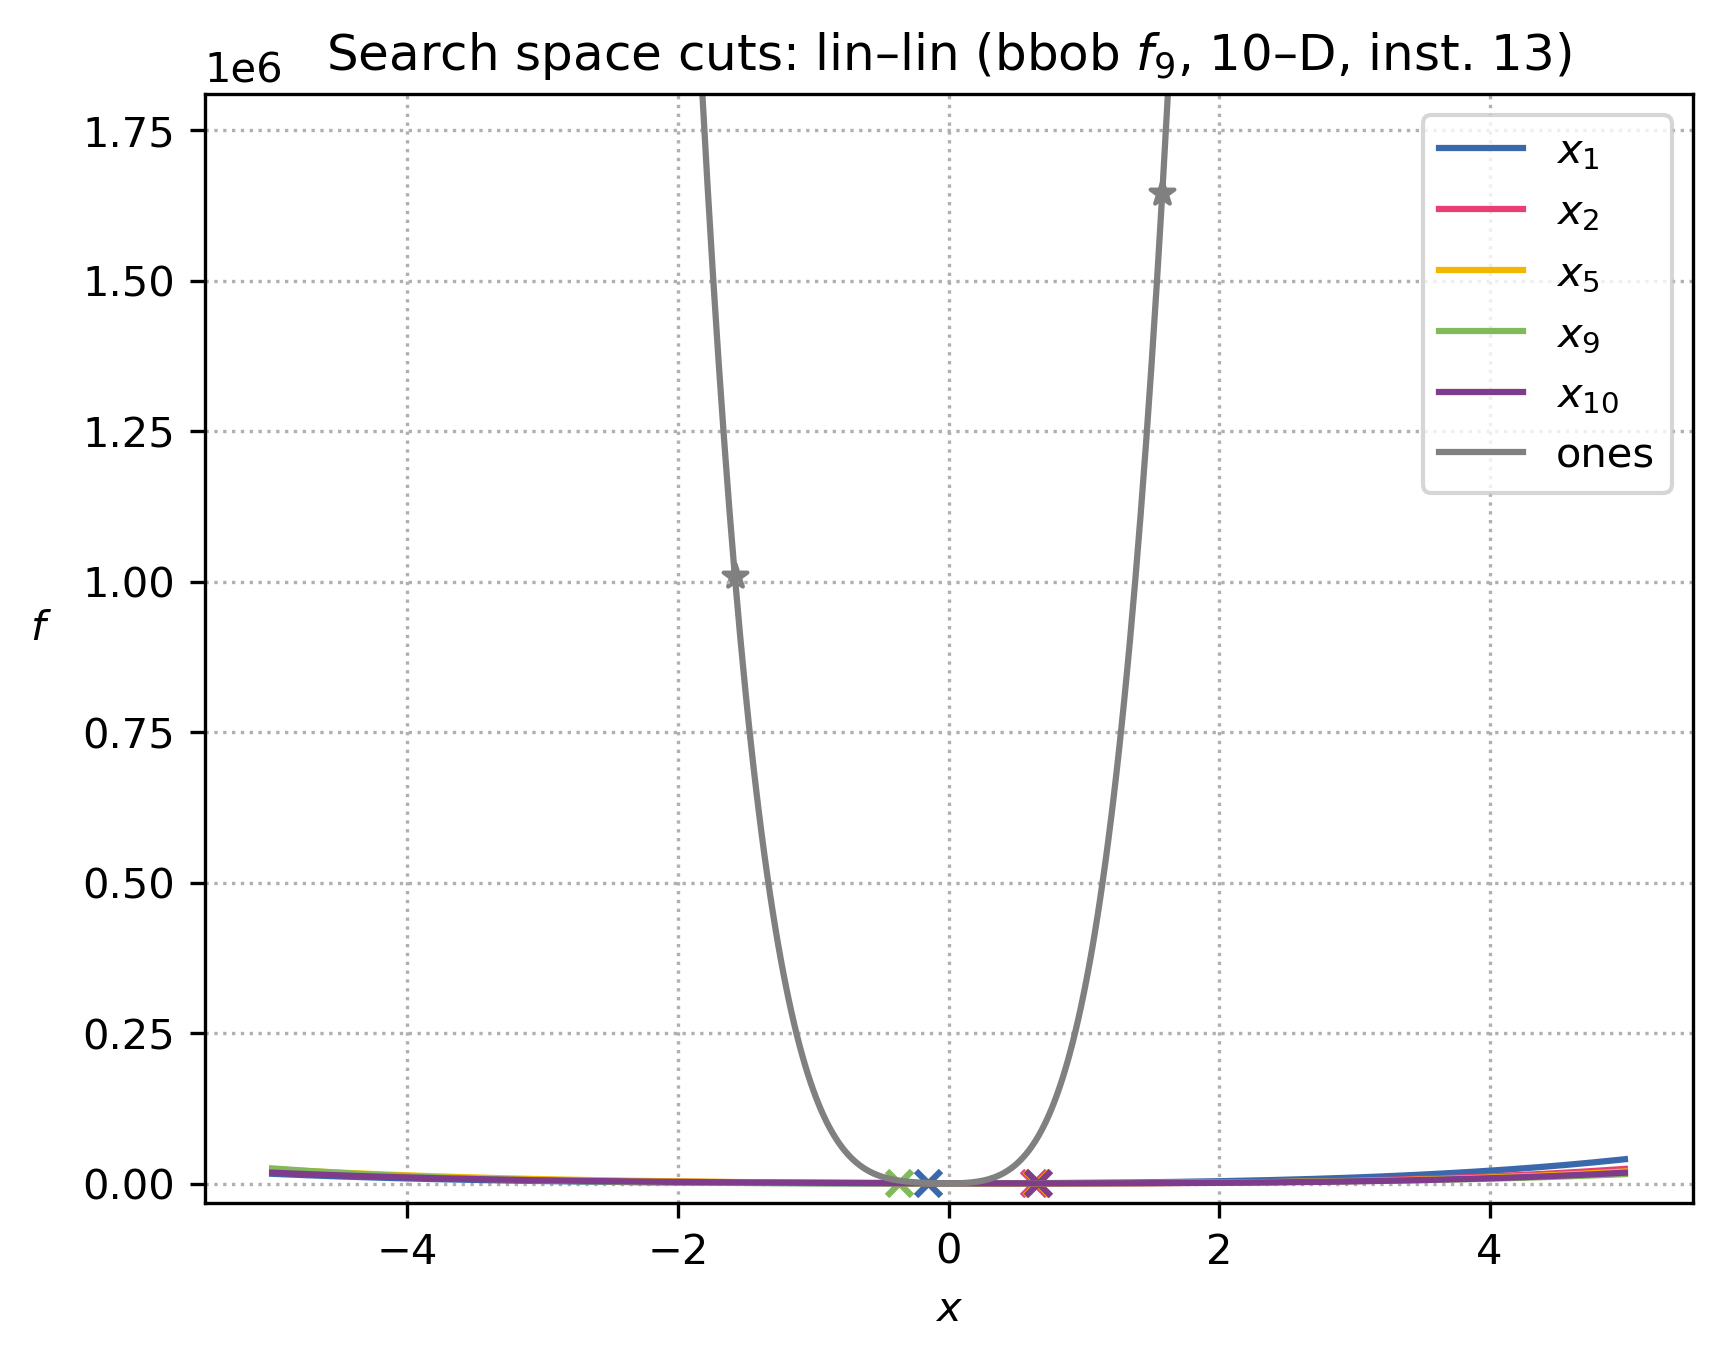 Search space cuts: lin–lin (bbob f₉, 10–D, inst. 13)
1e6
1.75
1.50
1.25
1.00
0.75
0.50
0.25
0.00
f
−4 −2 0 2 4
x
x₁
x₂
x₅
x₉
x₁₀
ones